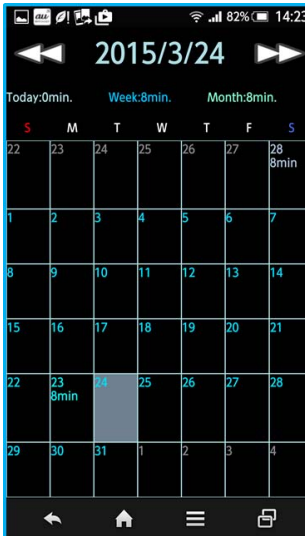 au 82% 14:23
2015/3/24
Today:0min. Week:8min. Month:8min.
S M T W T F S
22 23 24 25 26 27 28
8min
1 2 3 4 5 6 7
8 9 10 11 12 13 14
15 16 17 18 19 20 21
22 23 24 25 26 27 28
8min
29 30 31 1 2 3 4